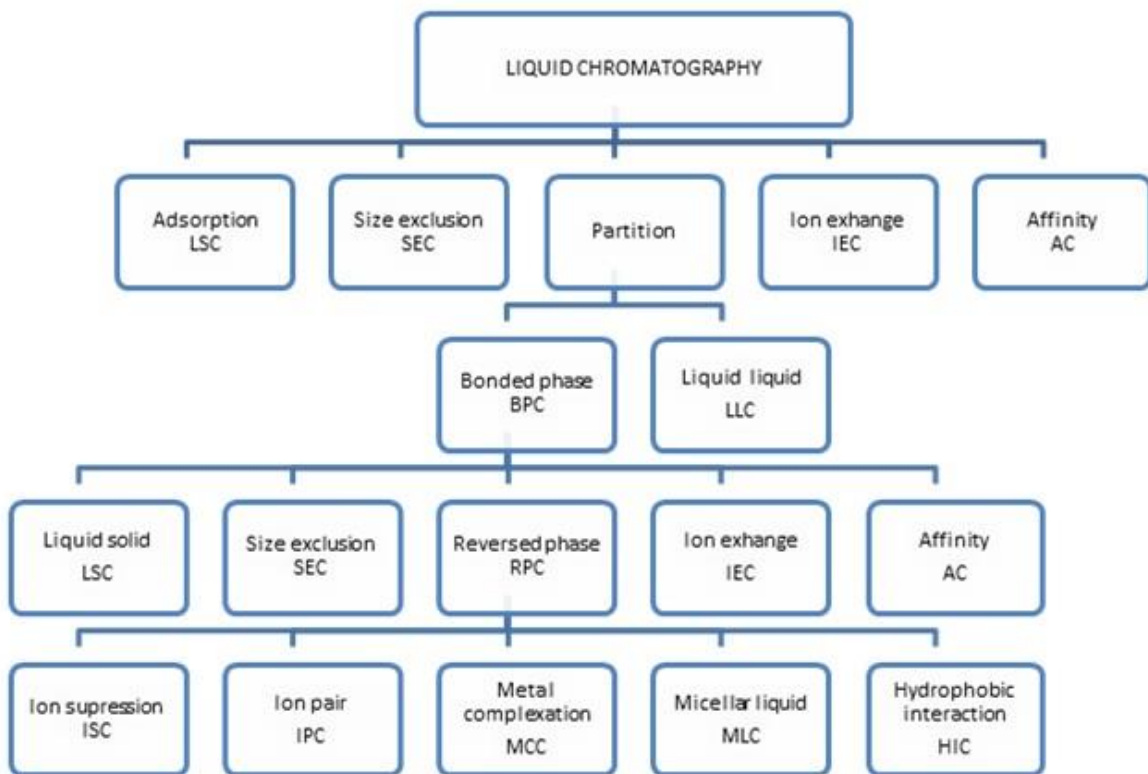 LIQUID CHROMATOGRAPHY
Adsorption
LSC
Size exclusion
SEC
Partition
Ion exhange
IEC
Affinity
AC
Bonded phase
BPC
Liquid liquid
LLC
Liquid solid
LSC
Size exclusion
SEC
Reversed phase
RPC
Ion exhange
IEC
Affinity
AC
Ion supression
ISC
Ion pair
IPC
Metal
complexation
MCC
Micellar liquid
MLC
Hydrophobic
interaction
HIC